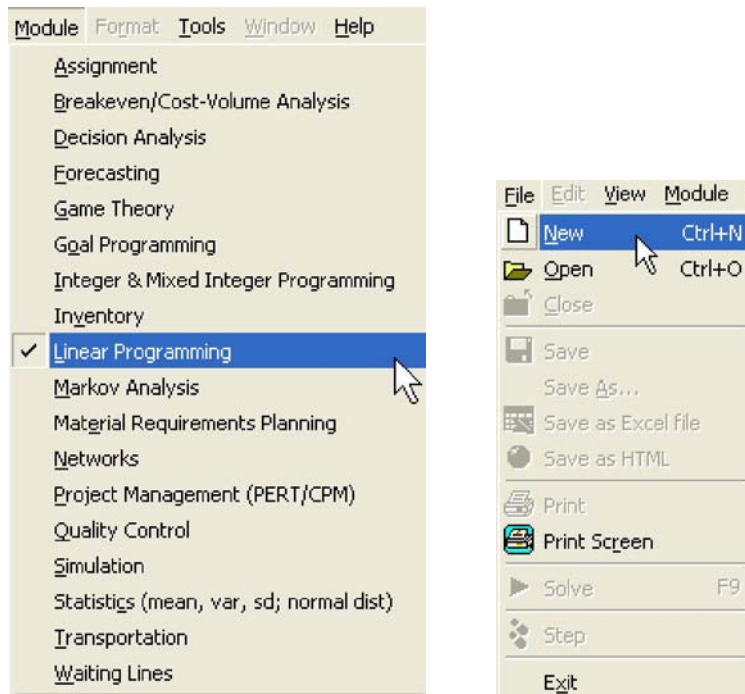 Module Format Tools Window Help
Assignment
Breakeven/Cost-Volume Analysis
Decision Analysis
Forecasting
Game Theory
Goal Programming
Integer & Mixed Integer Programming
Inventory
Linear Programming
Markov Analysis
Material Requirements Planning
Networks
Project Management (PERT/CPM)
Quality Control
Simulation
Statistics (mean, var, sd; normal dist)
Transportation
Waiting Lines
File Edit View Module
New Ctrl+N
Open Ctrl+O
Close
Save
Save As...
Save as Excel file
Save as HTML
Print
Print Screen
Solve F9
Step
Exit